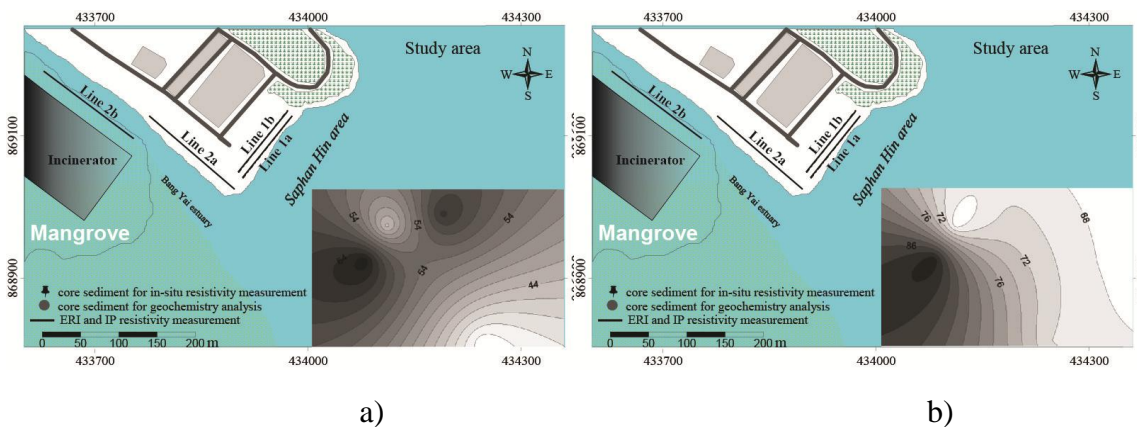 433700 434000 434300
Study area
N
W E
S
869100
Line 2b
Line 2a
Line 1b
Line 1a
Saphan Hin area
Incinerator
Bang Yai estuary
Mangrove
868900
54 54 54
54
44
core sediment for in-situ resistivity measurement
core sediment for geochemistry analysis
ERI and IP resistivity measurement
0 50 100 150 200 m
433700 434000 434300
a)
433700 434000 434300
Study area
N
W E
S
869100
Line 2b
Line 2a
Line 1b
Line 1a
Saphan Hin area
Incinerator
Bang Yai estuary
Mangrove
868900
76 72 68
86 72
76
core sediment for in-situ resistivity measurement
core sediment for geochemistry analysis
ERI and IP resistivity measurement
0 50 100 150 200 m
433700 434000 434300
b)